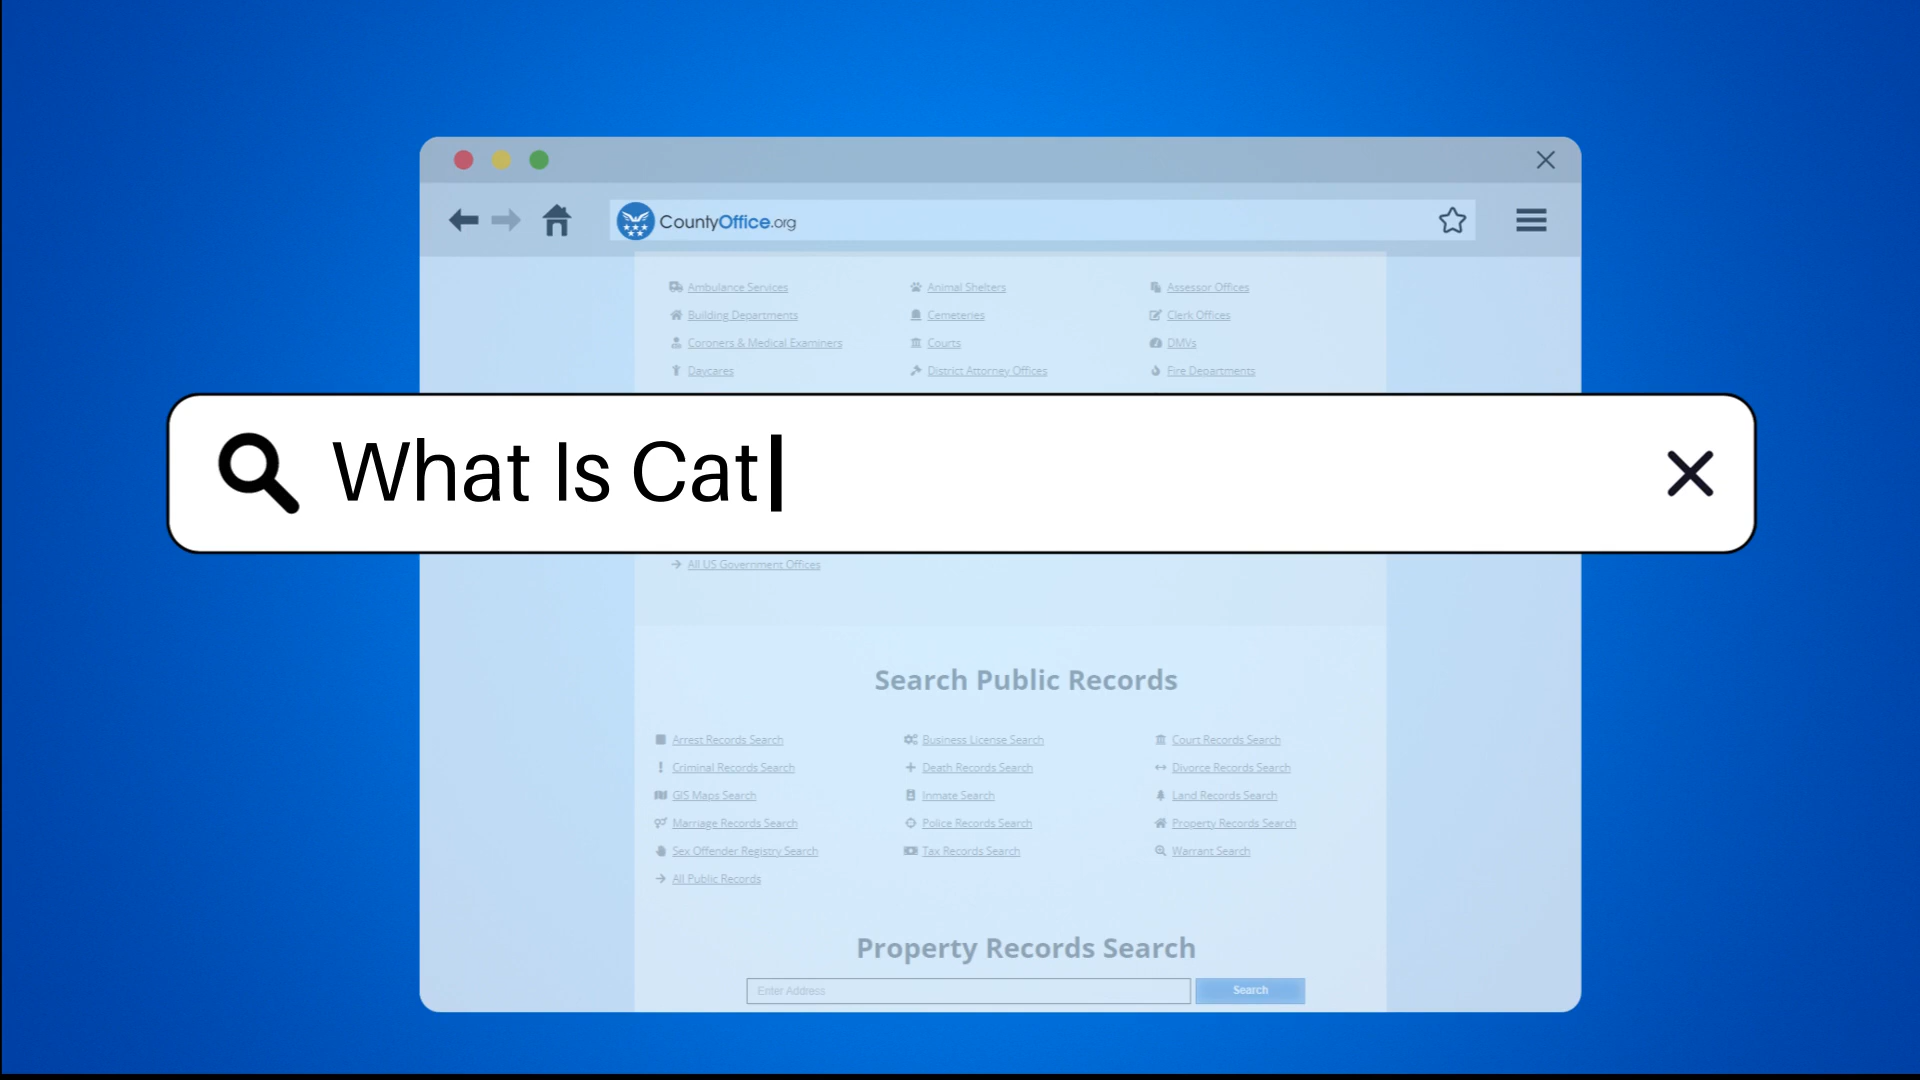 CountyOffice.org
Ambulance Services Animal Shelters Assessor Offices
Building Departments Cemeteries Clerk Offices
Coroners & Medical Examiners Courts DMVs
Daycares District Attorney Offices Fire Departments
What Is Cat
All US Government Offices
Search Public Records
Arrest Records Search Business License Search Court Records Search
Criminal Records Search Death Records Search Divorce Records Search
GIS Maps Search Inmate Search Land Records Search
Marriage Records Search Police Records Search Property Records Search
Sex Offender Registry Search Tax Records Search Warrant Search
All Public Records
Property Records Search
Enter Address Search